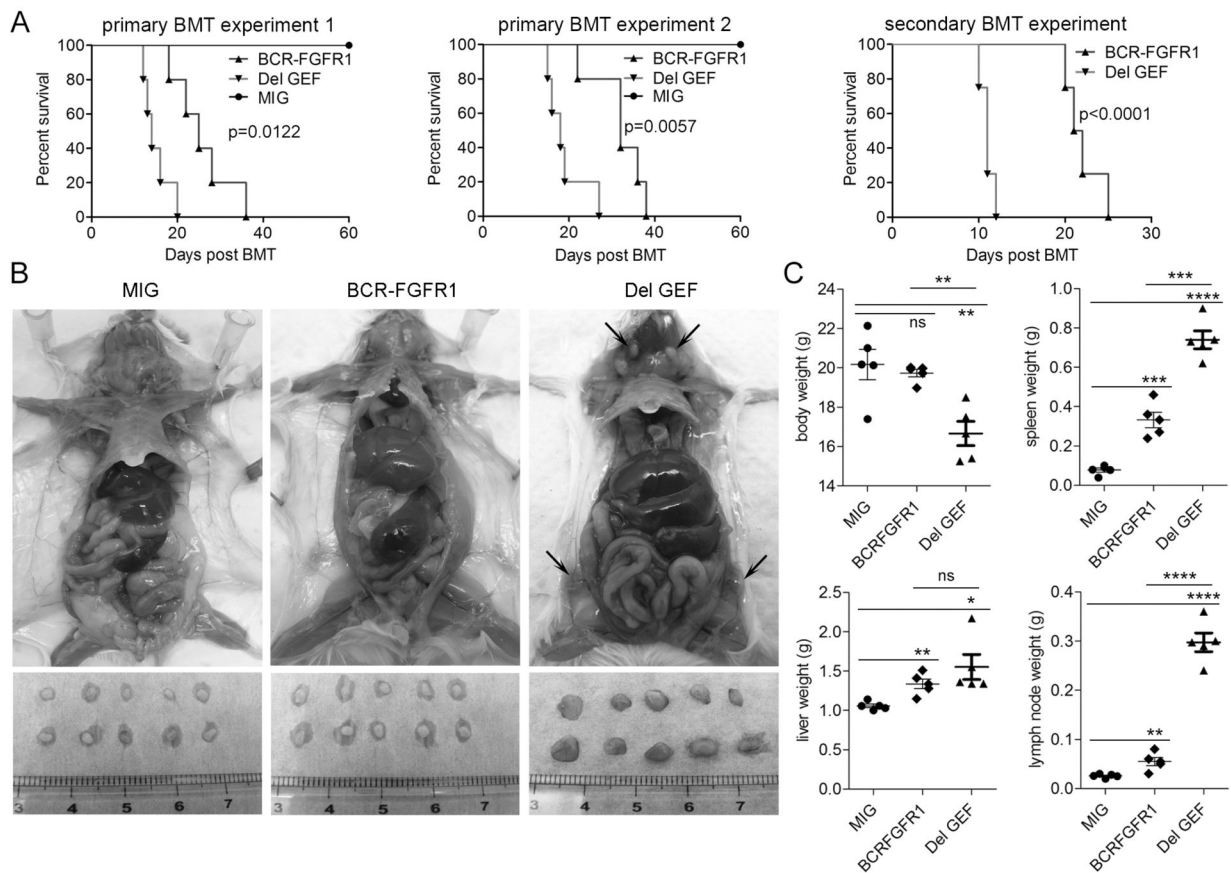 A
primary BMT experiment 1
Percent survival
100
80
60
40
20
0
BCR-FGFR1
Del GEF
MIG
p=0.0122
0 20 40 60
Days post BMT
primary BMT experiment 2
Percent survival
100
80
60
40
20
0
BCR-FGFR1
Del GEF
MIG
p=0.0057
0 20 40 60
Days post BMT
secondary BMT experiment
Percent survival
100
80
60
40
20
0
BCR-FGFR1
Del GEF
p<0.0001
0 10 20 30
Days post BMT
B
MIG
BCR-FGFR1
Del GEF
3 4 5 6 7
3 4 5 6 7
3 4 5 6 7
C
body weight (g)
24
22
20
18
16
14
**
**
ns
MIG
BCRFGFR1
Del GEF
spleen weight (g)
1.0
0.8
0.6
0.4
0.2
0.0
***
****
***
MIG
BCRFGFR1
Del GEF
liver weight (g)
2.5
2.0
1.5
1.0
0.5
0.0
ns
*
**
MIG
BCRFGFR1
Del GEF
lymph node weight (g)
0.4
0.3
0.2
0.1
0.0
****
****
**
MIG
BCRFGFR1
Del GEF